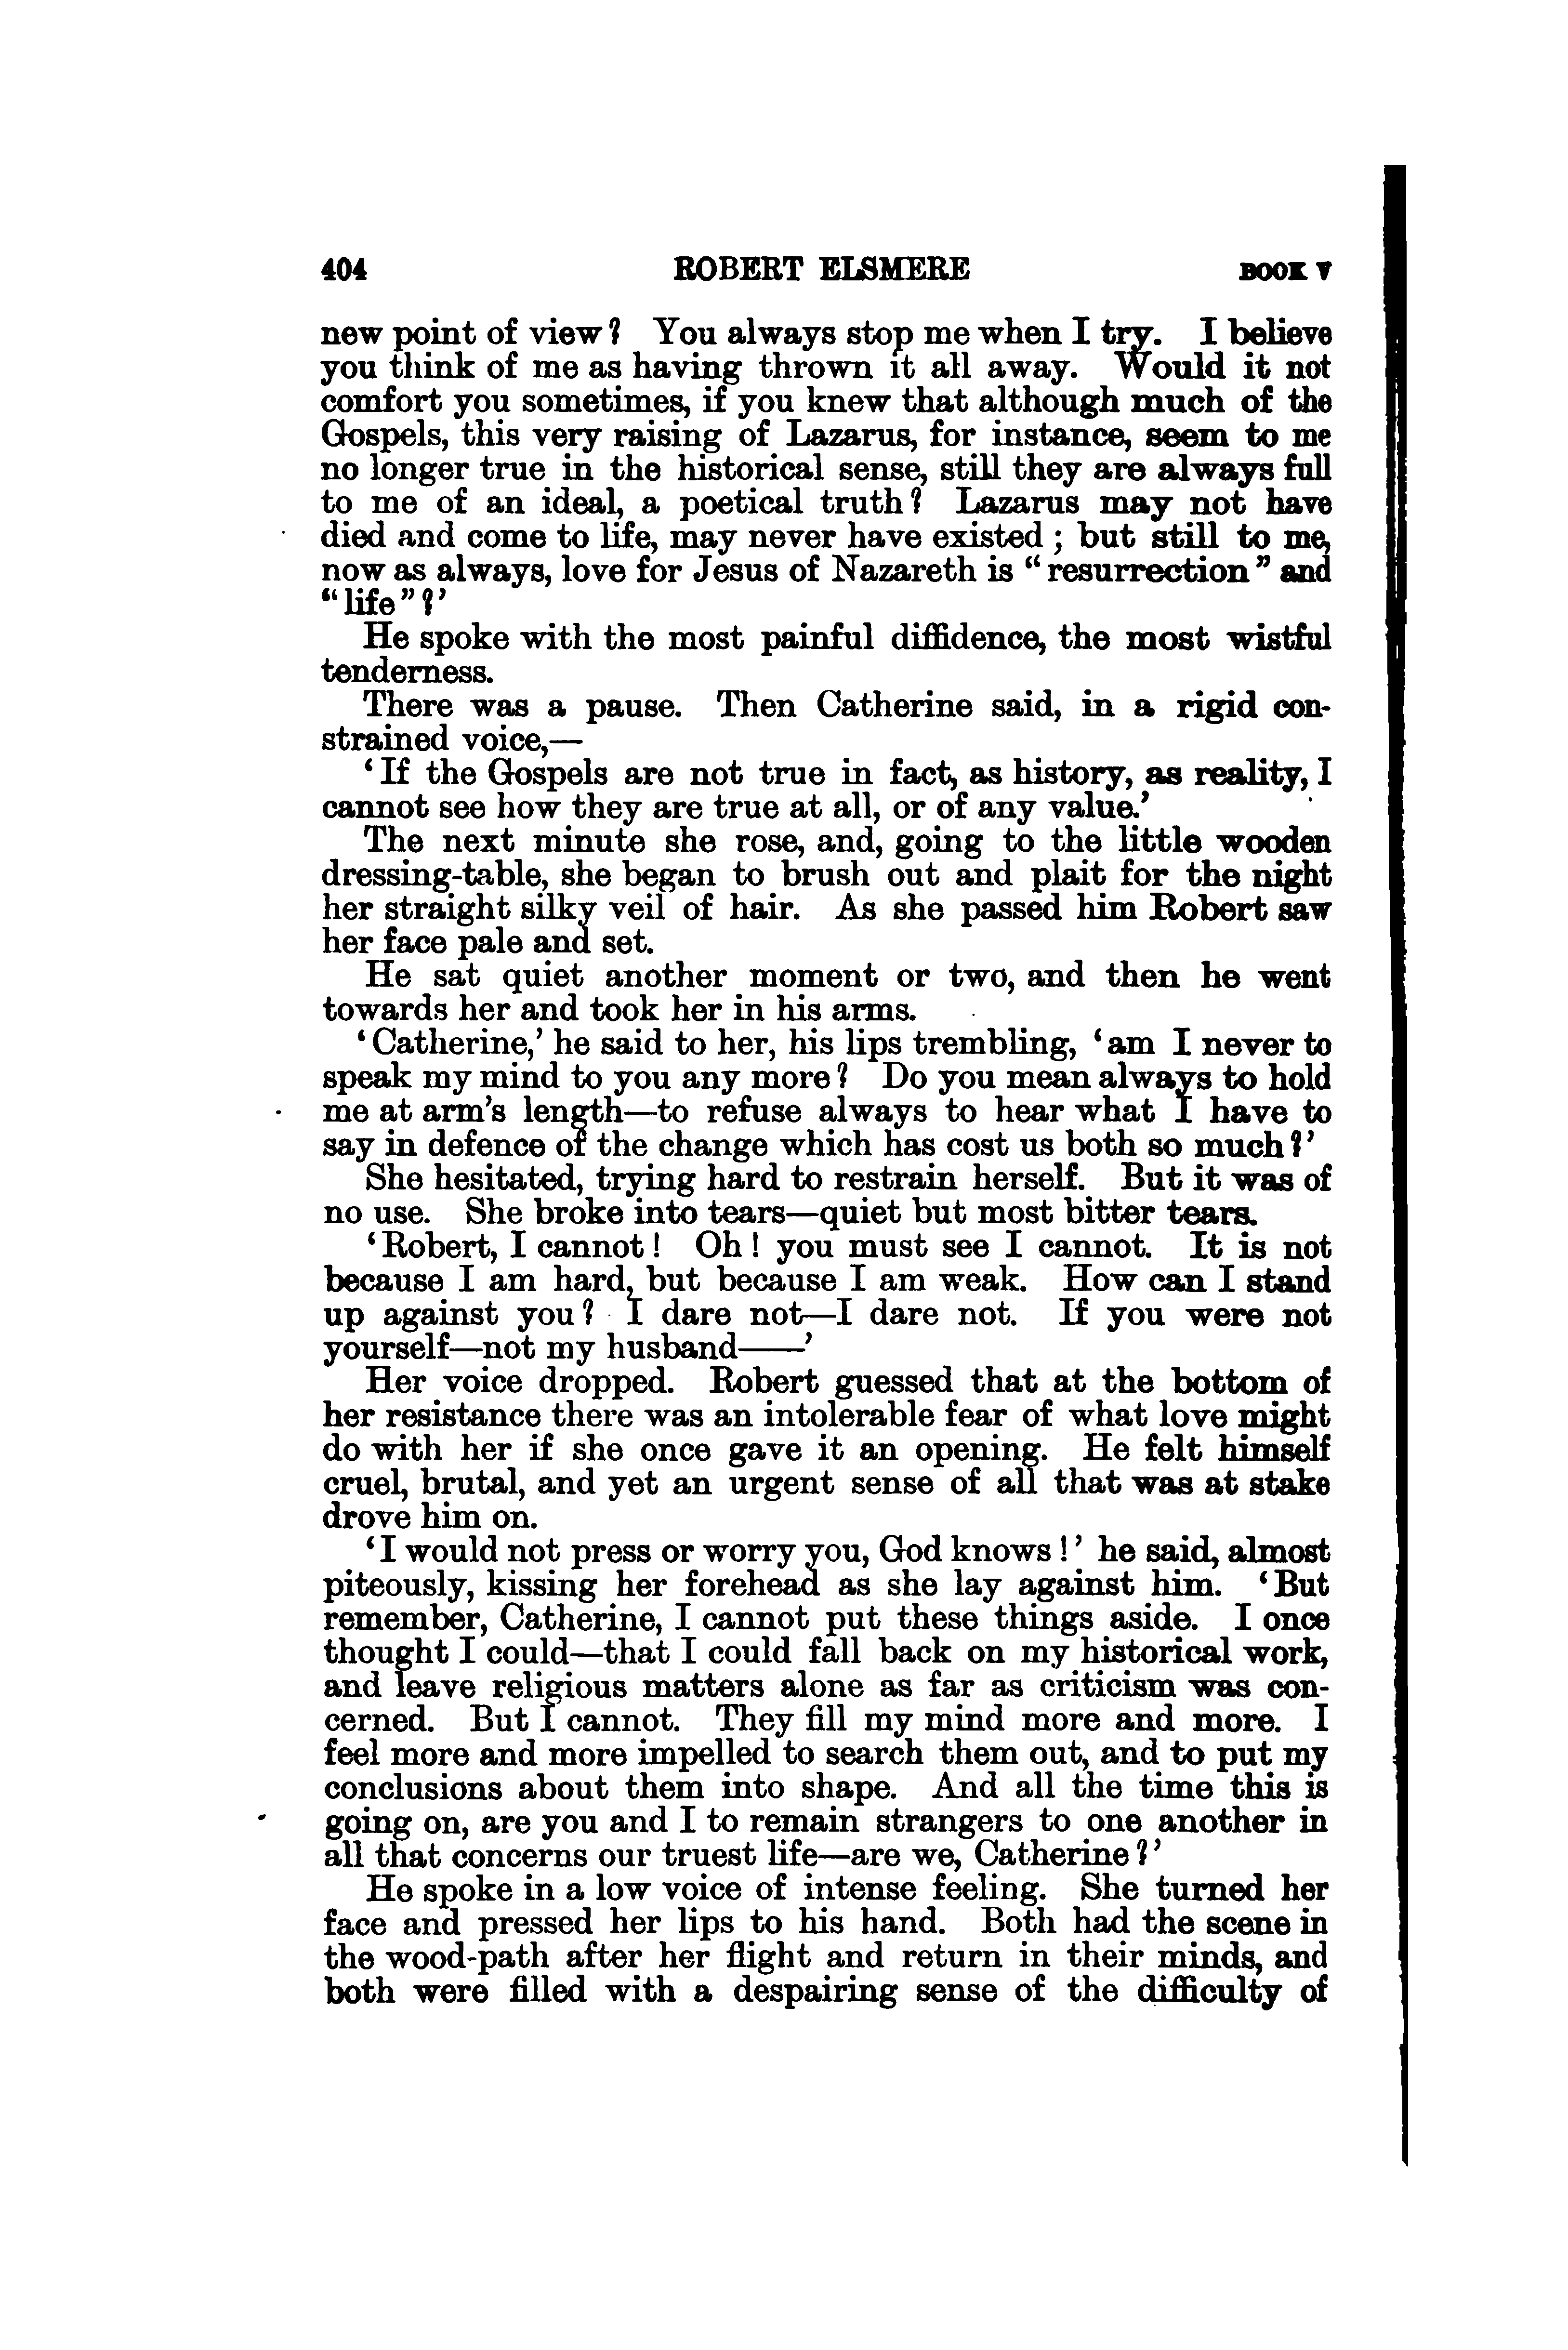 404 ROBERT ELSMERE BOOK V
new point of view? You always stop me when I try. I believe
you think of me as having thrown it all away. Would it not
comfort you sometimes, if you knew that although much of the
Gospels, this very raising of Lazarus, for instance, seem to me
no longer true in the historical sense, still they are always full
to me of an ideal, a poetical truth? Lazarus may not have
died and come to life, may never have existed; but still to me,
now as always, love for Jesus of Nazareth is “resurrection” and
“life”?’
He spoke with the most painful diffidence, the most wistful
tenderness.
There was a pause. Then Catherine said, in a rigid con-
strained voice,—
‘If the Gospels are not true in fact, as history, as reality, I
cannot see how they are true at all, or of any value.’
The next minute she rose, and, going to the little wooden
dressing-table, she began to brush out and plait for the night
her straight silky veil of hair. As she passed him Robert saw
her face pale and set.
He sat quiet another moment or two, and then he went
towards her and took her in his arms.
‘Catherine,’ he said to her, his lips trembling, ‘am I never to
speak my mind to you any more? Do you mean always to hold
me at arm’s length—to refuse always to hear what I have to
say in defence of the change which has cost us both so much?’
She hesitated, trying hard to restrain herself. But it was of
no use. She broke into tears—quiet but most bitter tears.
‘Robert, I cannot! Oh! you must see I cannot. It is not
because I am hard, but because I am weak. How can I stand
up against you? I dare not—I dare not. If you were not
yourself—not my husband——’
Her voice dropped. Robert guessed that at the bottom of
her resistance there was an intolerable fear of what love might
do with her if she once gave it an opening. He felt himself
cruel, brutal, and yet an urgent sense of all that was at stake
drove him on.
‘I would not press or worry you, God knows!’ he said, almost
piteously, kissing her forehead as she lay against him. ‘But
remember, Catherine, I cannot put these things aside. I once
thought I could—that I could fall back on my historical work,
and leave religious matters alone as far as criticism was con-
cerned. But I cannot. They fill my mind more and more. I
feel more and more impelled to search them out, and to put my
conclusions about them into shape. And all the time this is
going on, are you and I to remain strangers to one another in
all that concerns our truest life—are we, Catherine?’
He spoke in a low voice of intense feeling. She turned her
face and pressed her lips to his hand. Both had the scene in
the wood-path after her flight and return in their minds, and
both were filled with a despairing sense of the difficulty of